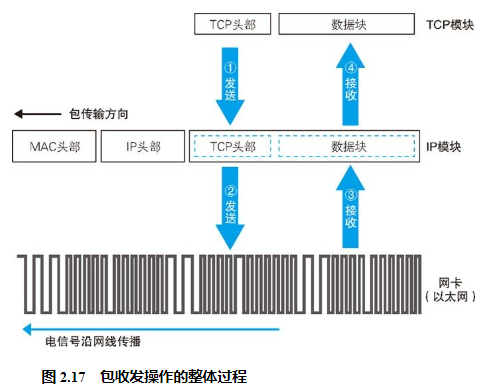 TCP头部 数据块 TCP模块
①发送 ④接收
包传输方向
MAC头部 IP头部 TCP头部 数据块 IP模块
②发送 ③接收
网卡
（以太网）
电信号沿网线传播
图 2.17 包收发操作的整体过程